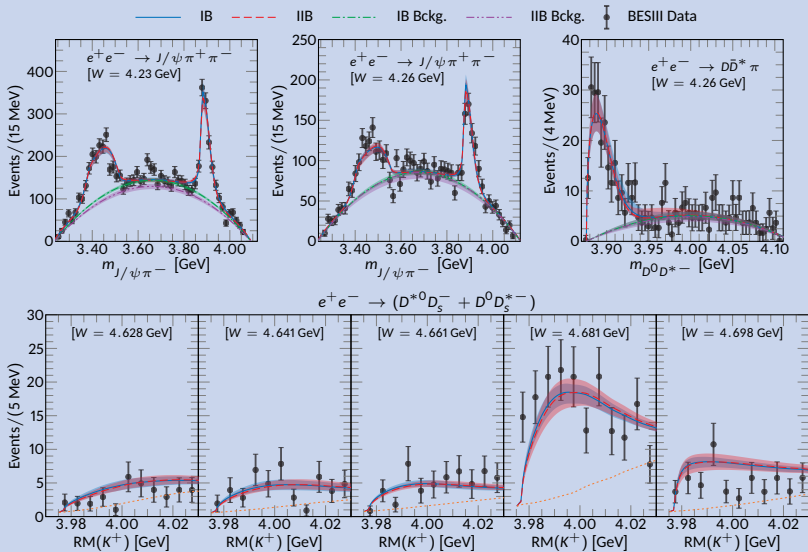 IB IIB IB Bckg. IIB Bckg. BESIII Data
e⁺e⁻ → J/ψπ⁺π⁻
[W = 4.23 GeV]
Events/(15 MeV)
400
300
200
100
0
3.40 3.60 3.80 4.00
m_{J/ψπ⁻} [GeV]
e⁺e⁻ → J/ψπ⁺π⁻
[W = 4.26 GeV]
Events/(15 MeV)
250
200
150
100
50
0
3.40 3.60 3.80 4.00
m_{J/ψπ⁻} [GeV]
e⁺e⁻ → DD̄*π
[W = 4.26 GeV]
Events/(4 MeV)
40
30
20
10
0
3.90 3.95 4.00 4.05 4.10
m_{D⁰D*⁻} [GeV]
e⁺e⁻ → (D*⁰D_s⁻ + D⁰D_s*⁻)
Events/(5 MeV)
30
25
20
15
10
5
0
[W = 4.628 GeV] [W = 4.641 GeV] [W = 4.661 GeV] [W = 4.681 GeV] [W = 4.698 GeV]
3.98 4.00 4.02 3.98 4.00 4.02 3.98 4.00 4.02 3.98 4.00 4.02 3.98 4.00 4.02
RM(K⁺) [GeV] RM(K⁺) [GeV] RM(K⁺) [GeV] RM(K⁺) [GeV] RM(K⁺) [GeV]